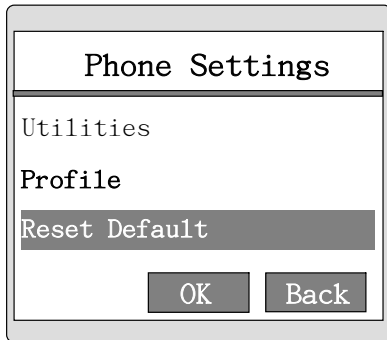 Phone Settings
Utilities
Profile
Reset Default
OK Back